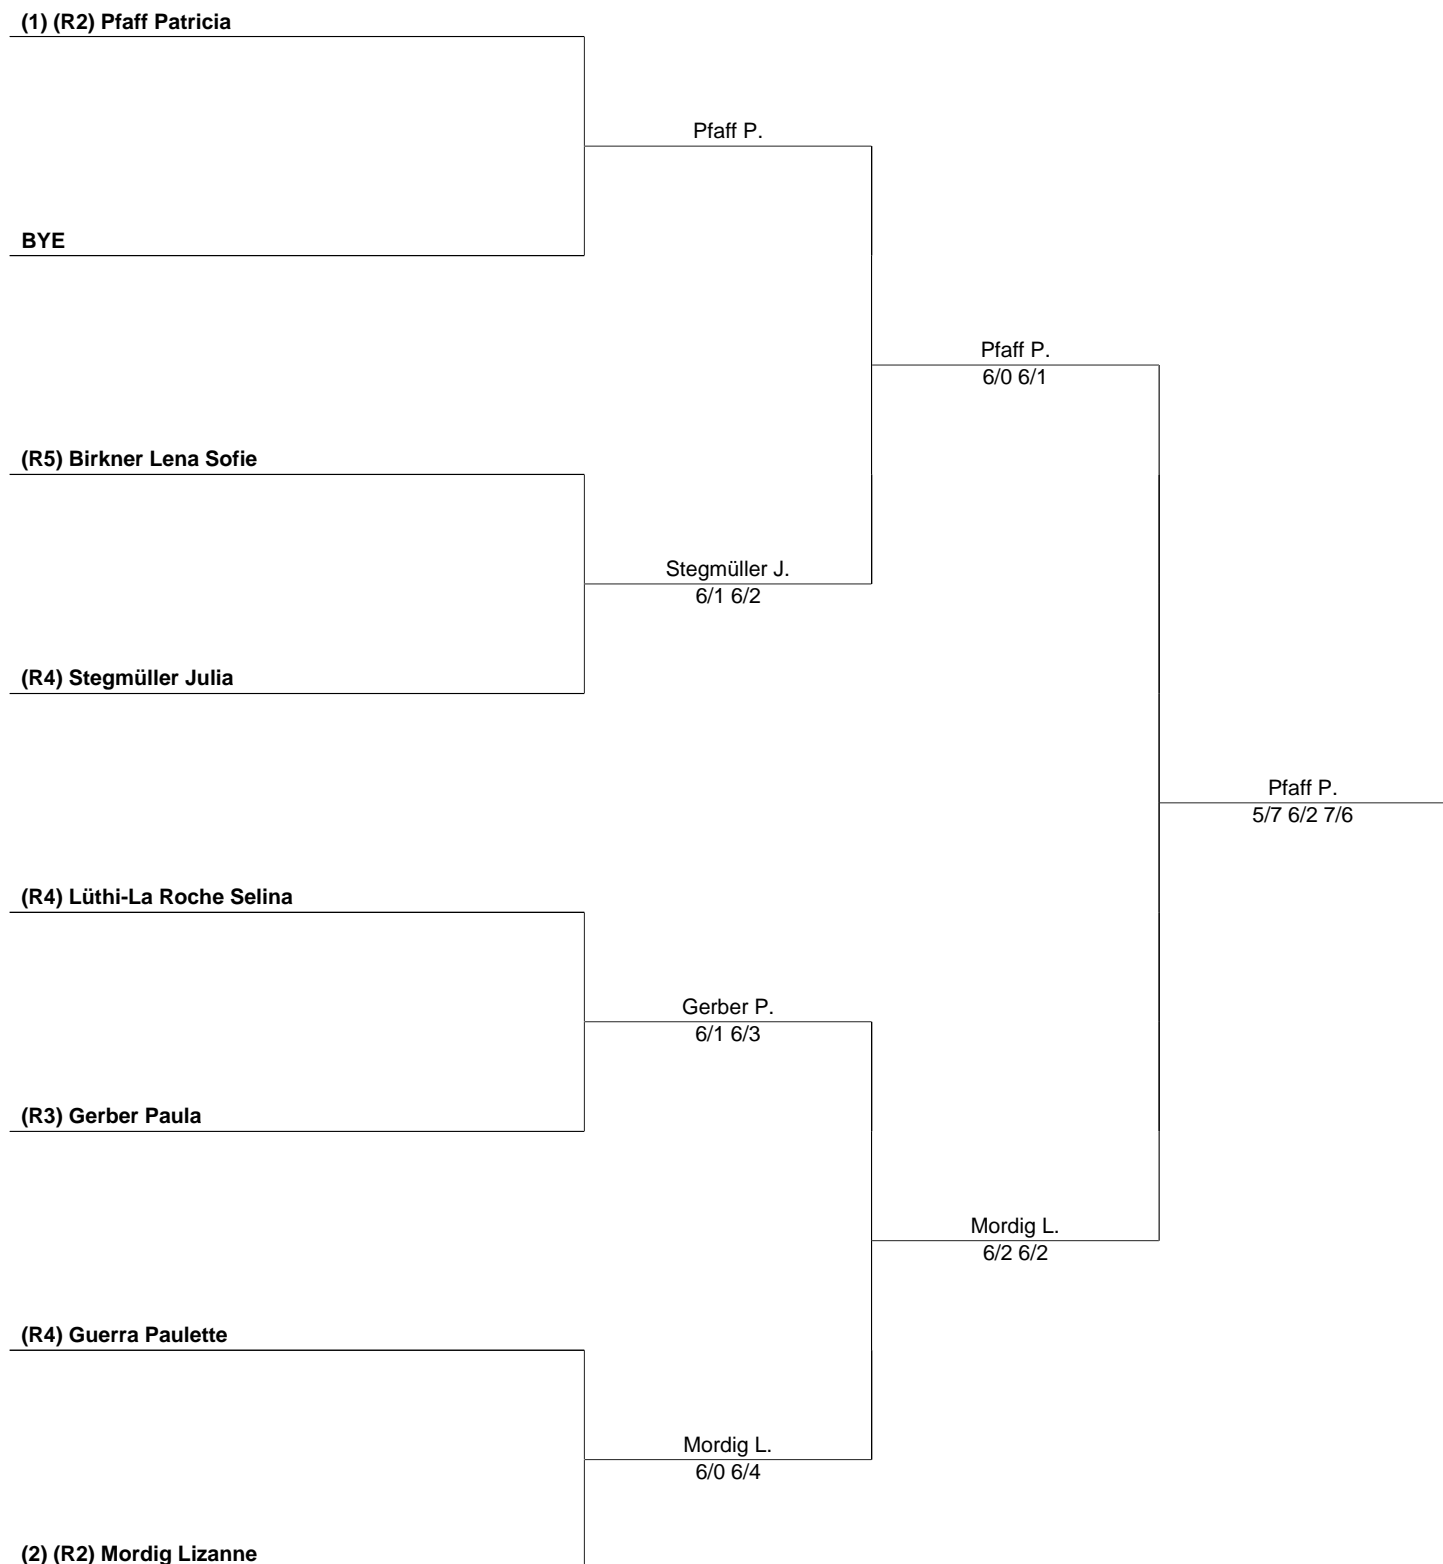 (1) (R2) Pfaff Patricia
Pfaff P.
BYE
Pfaff P.
6/0 6/1
(R5) Birkner Lena Sofie
Stegmüller J.
6/1 6/2
(R4) Stegmüller Julia
Pfaff P.
5/7 6/2 7/6
(R4) Lüthi-La Roche Selina
Gerber P.
6/1 6/3
(R3) Gerber Paula
Mordig L.
6/2 6/2
(R4) Guerra Paulette
Mordig L.
6/0 6/4
(2) (R2) Mordig Lizanne